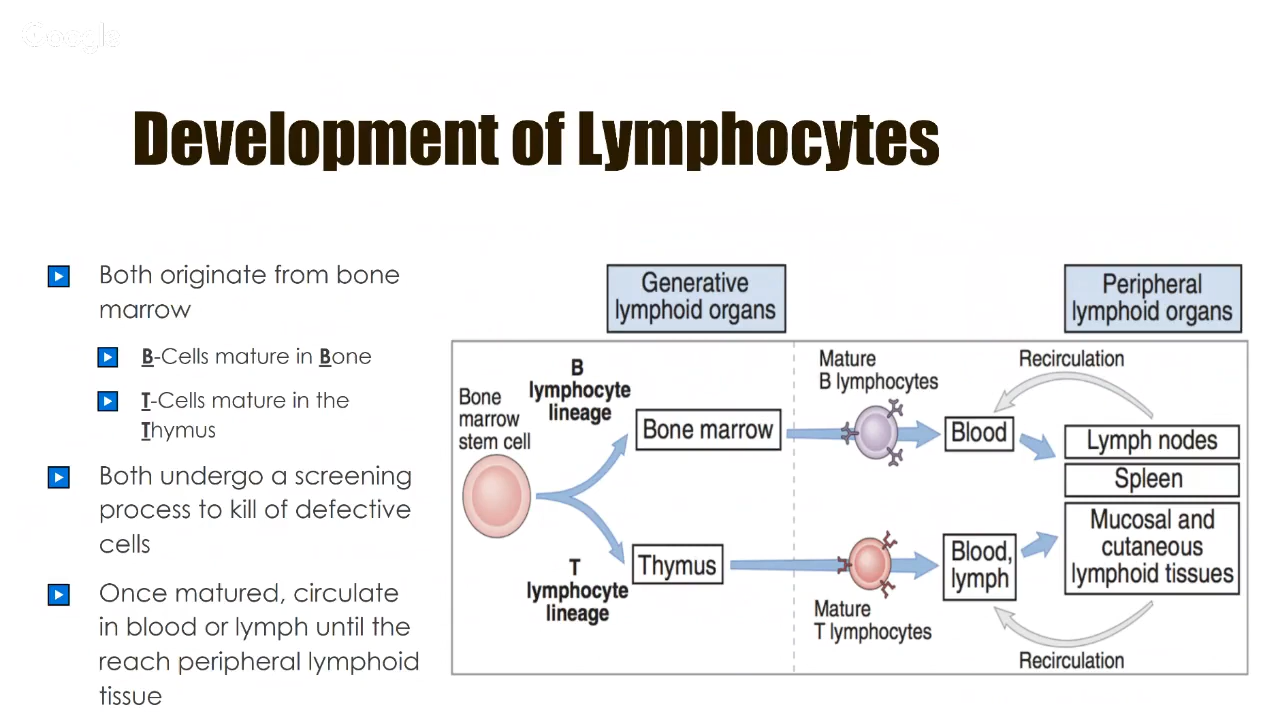 Google
Development of Lymphocytes
Both originate from bone
marrow
B-Cells mature in Bone
T-Cells mature in the
Thymus
Both undergo a screening
process to kill of defective
cells
Once matured, circulate
in blood or lymph until the
reach peripheral lymphoid
tissue
Generative
lymphoid organs
Peripheral
lymphoid organs
Bone
marrow
stem cell
B
lymphocyte
lineage
Bone marrow
Mature
B lymphocytes
Blood
Recirculation
Lymph nodes
Spleen
Mucosal and
cutaneous
lymphoid tissues
T
lymphocyte
lineage
Thymus
Mature
T lymphocytes
Blood,
lymph
Recirculation